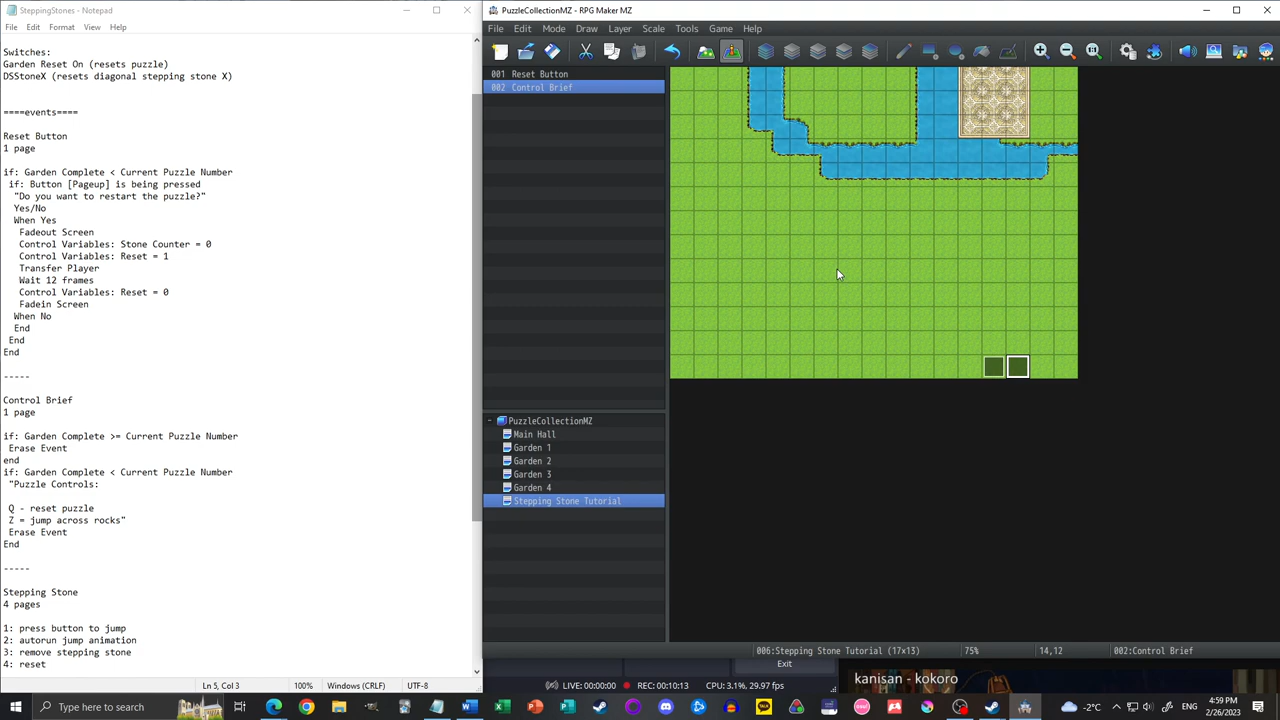 SteppingStones - Notepad
File Edit Format View Help
Switches:
Garden Reset On (resets puzzle)
DSStoneX (resets diagonal stepping stone X)
====events====
Reset Button
1 page
if: Garden Complete < Current Puzzle Number
if: Button [Pageup] is being pressed
"Do you want to restart the puzzle?"
Yes/No
When Yes
Fadeout Screen
Control Variables: Stone Counter = 0
Control Variables: Reset = 1
Transfer Player
Wait 12 frames
Control Variables: Reset = 0
Fadein Screen
When No
End
End
End
-----
Control Brief
1 page
if: Garden Complete >= Current Puzzle Number
Erase Event
end
if: Garden Complete < Current Puzzle Number
"Puzzle Controls:
Q - reset puzzle
Z = jump across rocks"
Erase Event
End
-----
Stepping Stone
4 pages
1: press button to jump
2: autorun jump animation
3: remove stepping stone
4: reset
Ln 5, Col 3 100% Windows (CRLF) UTF-8
PuzzleCollectionMZ - RPG Maker MZ
File Edit Mode Draw Layer Scale Tools Game Help
001 Reset Button
002 Control Brief
PuzzleCollectionMZ
Main Hall
Garden 1
Garden 2
Garden 3
Garden 4
Stepping Stone Tutorial
006:Stepping Stone Tutorial (17x13) 75% 14,12 002:Control Brief
Exit
LIVE: 00:00:00 REC: 00:10:13 CPU: 3.1%, 29.97 fps
kanisan - kokoro
Type here to search
-2°C
4:59 PM
2/26/2023